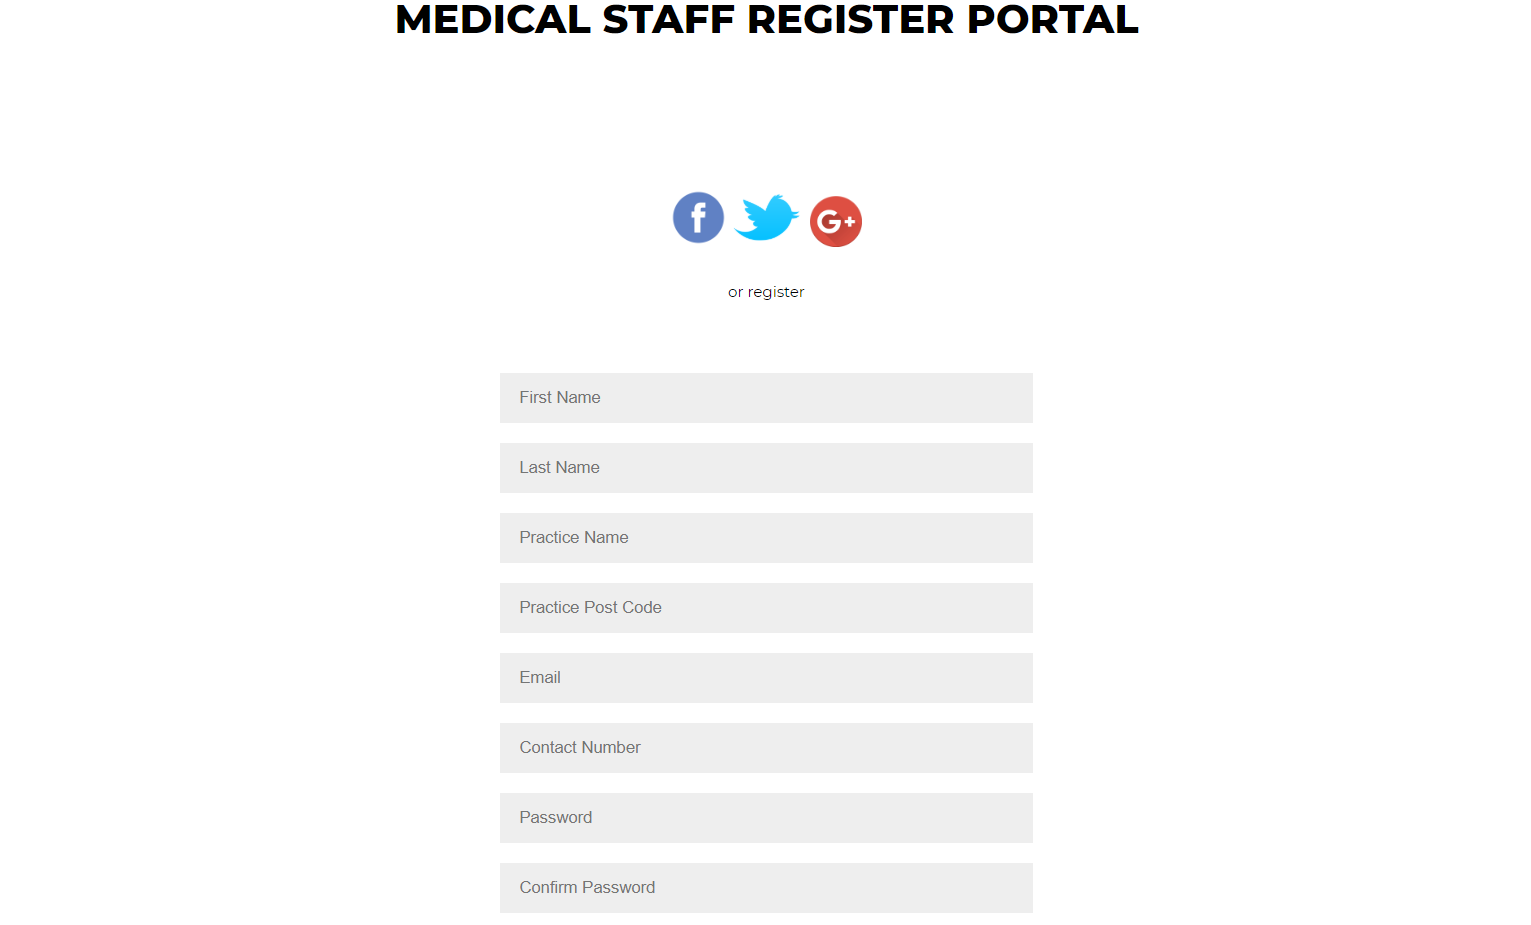 MEDICAL STAFF REGISTER PORTAL
f G+
or register
First Name
Last Name
Practice Name
Practice Post Code
Email
Contact Number
Password
Confirm Password